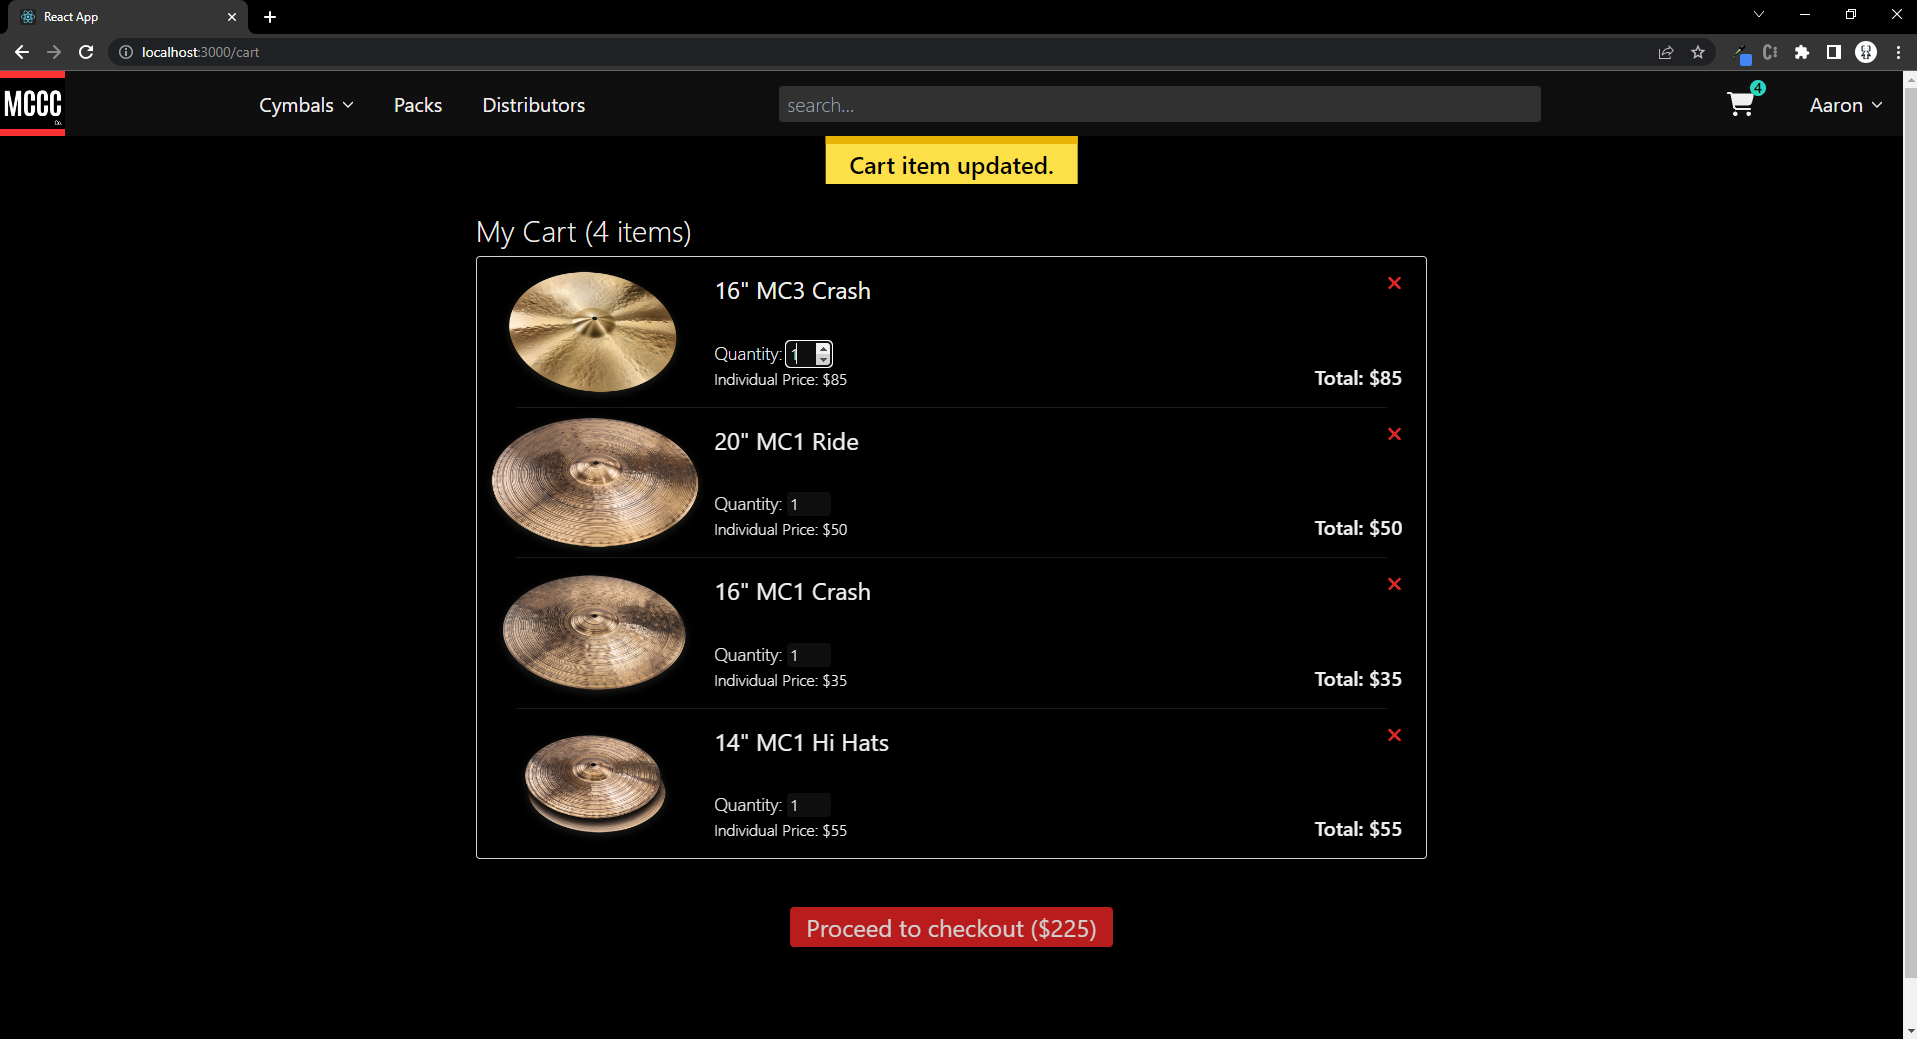 React App
localhost:3000/cart
MCCC
Co.
Cymbals
Packs
Distributors
search...
4
Aaron
Cart item updated.
My Cart (4 items)
16" MC3 Crash
Quantity: 1
Individual Price: $85
Total: $85
20" MC1 Ride
Quantity: 1
Individual Price: $50
Total: $50
16" MC1 Crash
Quantity: 1
Individual Price: $35
Total: $35
14" MC1 Hi Hats
Quantity: 1
Individual Price: $55
Total: $55
Proceed to checkout ($225)